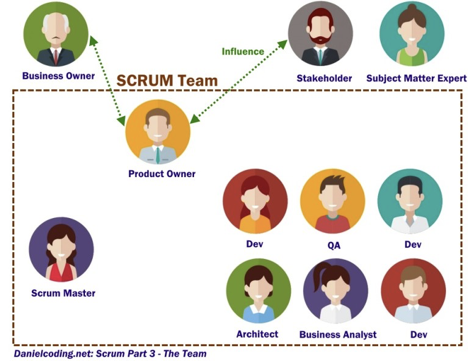 Influence
Business Owner
Stakeholder
Subject Matter Expert
SCRUM Team
Product Owner
Dev
QA
Dev
Scrum Master
Architect
Business Analyst
Dev
Danielcoding.net: Scrum Part 3 - The Team